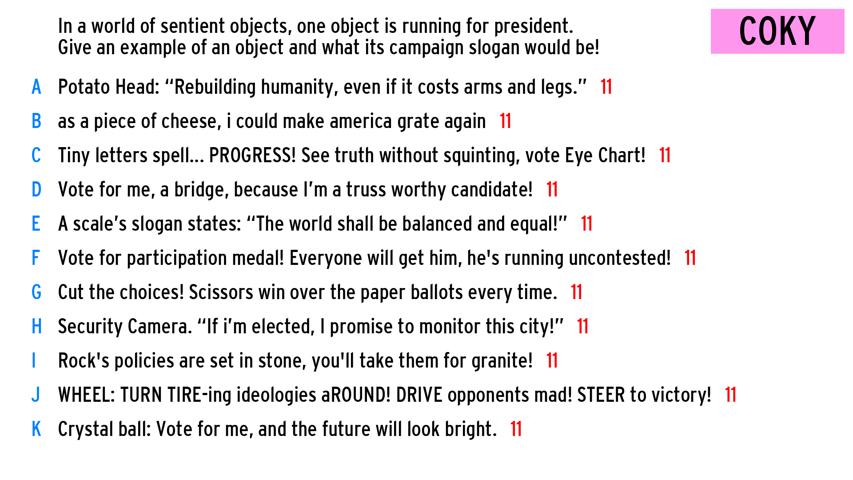 In a world of sentient objects, one object is running for president.
Give an example of an object and what its campaign slogan would be!
COKY
A Potato Head: “Rebuilding humanity, even if it costs arms and legs.” 11
B as a piece of cheese, i could make america grate again 11
C Tiny letters spell... PROGRESS! See truth without squinting, vote Eye Chart! 11
D Vote for me, a bridge, because I’m a truss worthy candidate! 11
E A scale’s slogan states: “The world shall be balanced and equal!” 11
F Vote for participation medal! Everyone will get him, he's running uncontested! 11
G Cut the choices! Scissors win over the paper ballots every time. 11
H Security Camera. “If i’m elected, I promise to monitor this city!” 11
I Rock's policies are set in stone, you'll take them for granite! 11
J WHEEL: TURN TIRE-ing ideologies aROUND! DRIVE opponents mad! STEER to victory! 11
K Crystal ball: Vote for me, and the future will look bright. 11